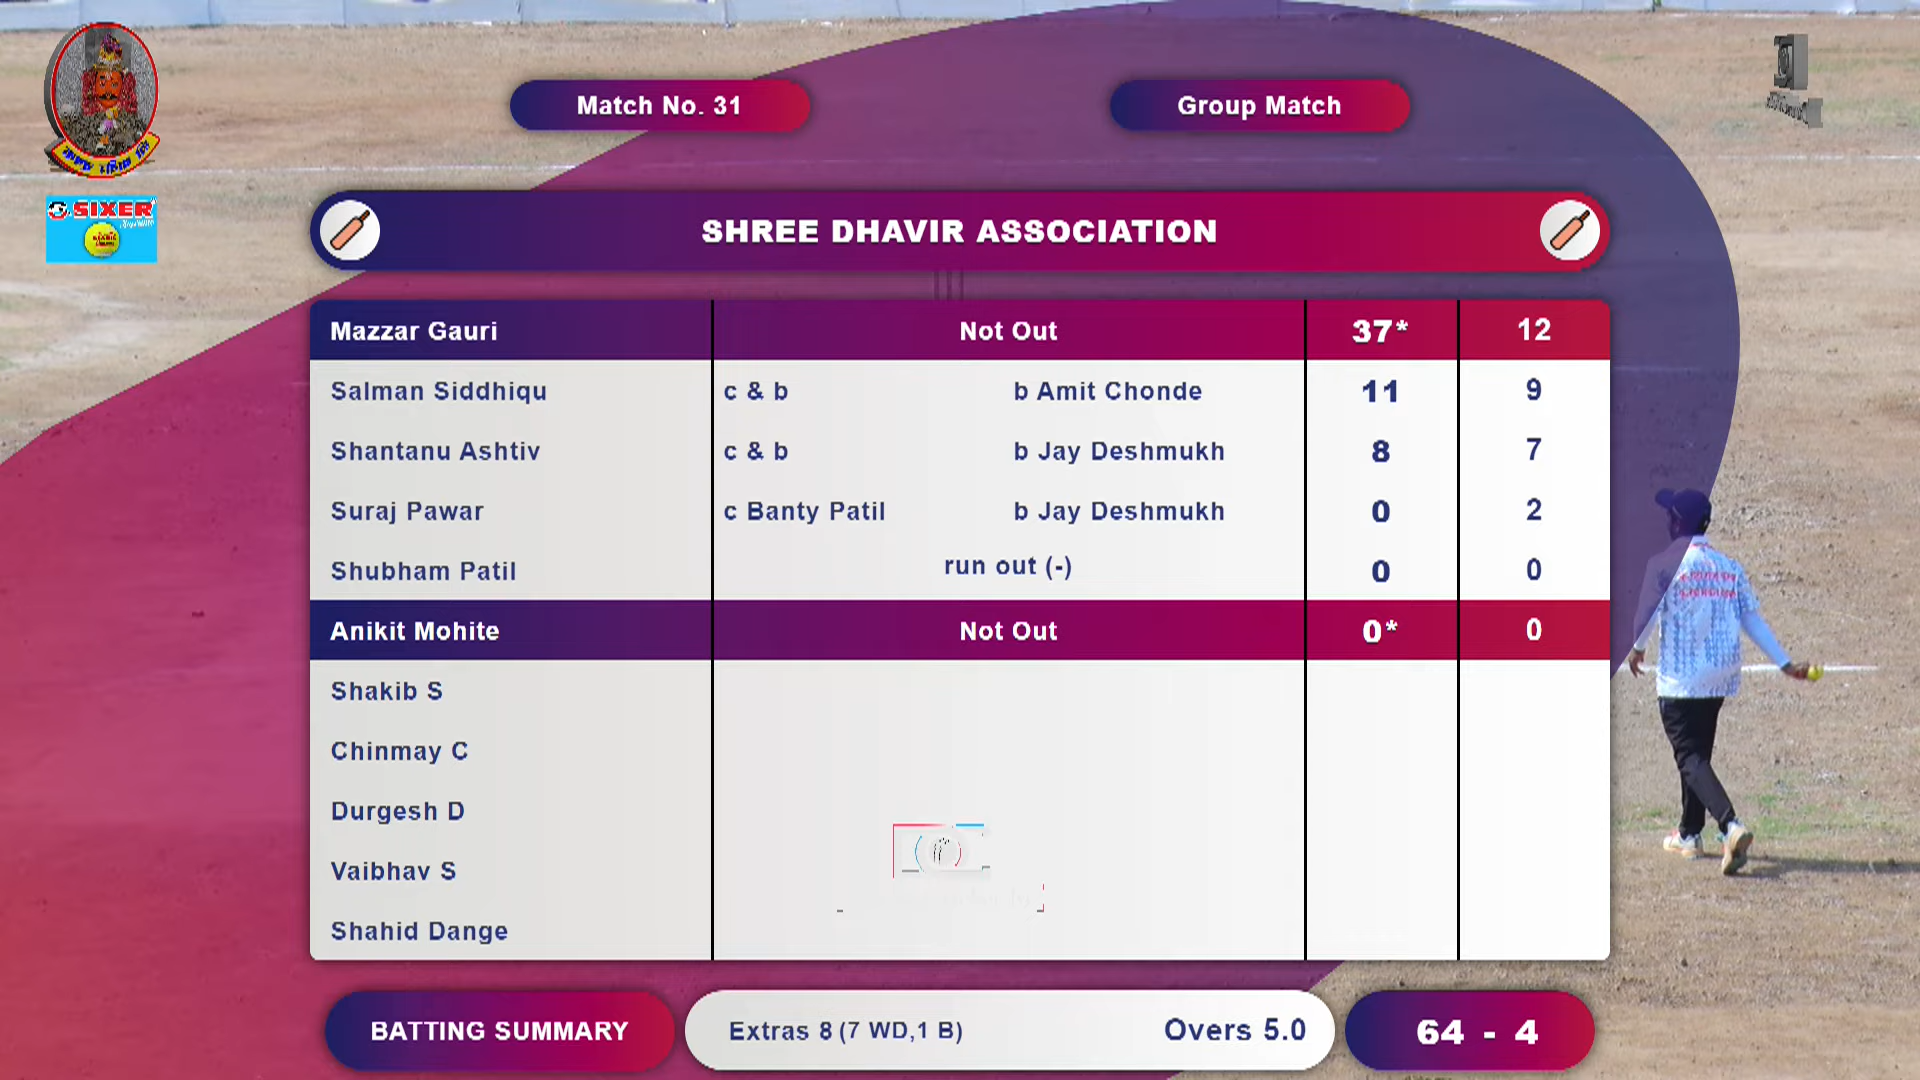 Match No. 31
Group Match
SIXER
SHREE DHAVIR ASSOCIATION
Mazzar Gauri Not Out 37* 12
Salman Siddhiqu c & b b Amit Chonde 11 9
Shantanu Ashtiv c & b b Jay Deshmukh 8 7
Suraj Pawar c Banty Patil b Jay Deshmukh 0 2
Shubham Patil run out (-) 0 0
Anikit Mohite Not Out 0* 0
Shakib S
Chinmay C
Durgesh D
Vaibhav S
Shahid Dange
BATTING SUMMARY Extras 8 (7 WD,1 B) Overs 5.0 64 - 4